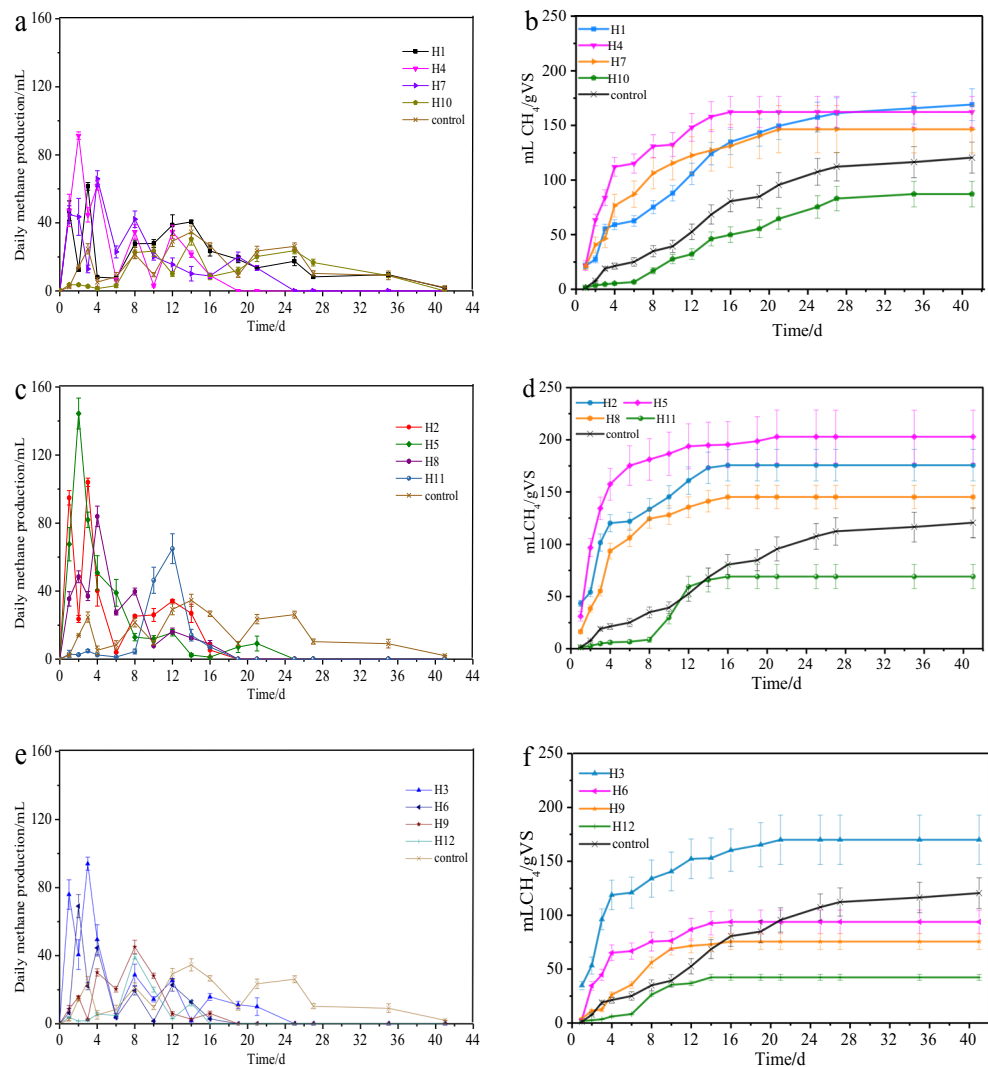 a
Daily methane production/mL
160
120
80
40
0
H1
H4
H7
H10
control
0 4 8 12 16 20 24 28 32 36 40 44
Time/d
b
mL CH4/gVS
250
200
150
100
50
0
H1
H4
H7
H10
control
0 4 8 12 16 20 24 28 32 36 40
Time/d
c
Daily methane production/mL
160
120
80
40
0
H2
H5
H8
H11
control
0 4 8 12 16 20 24 28 32 36 40 44
Time/d
d
mLCH4/gVS
250
200
150
100
50
0
H2 H5
H8 H11
control
0 4 8 12 16 20 24 28 32 36 40
Time/d
e
Daily methane production/mL
160
120
80
40
0
H3
H6
H9
H12
control
0 4 8 12 16 20 24 28 32 36 40 44
Time/d
f
mLCH4/gVS
250
200
150
100
50
0
H3
H6
H9
H12
control
0 4 8 12 16 20 24 28 32 36 40
Time/d